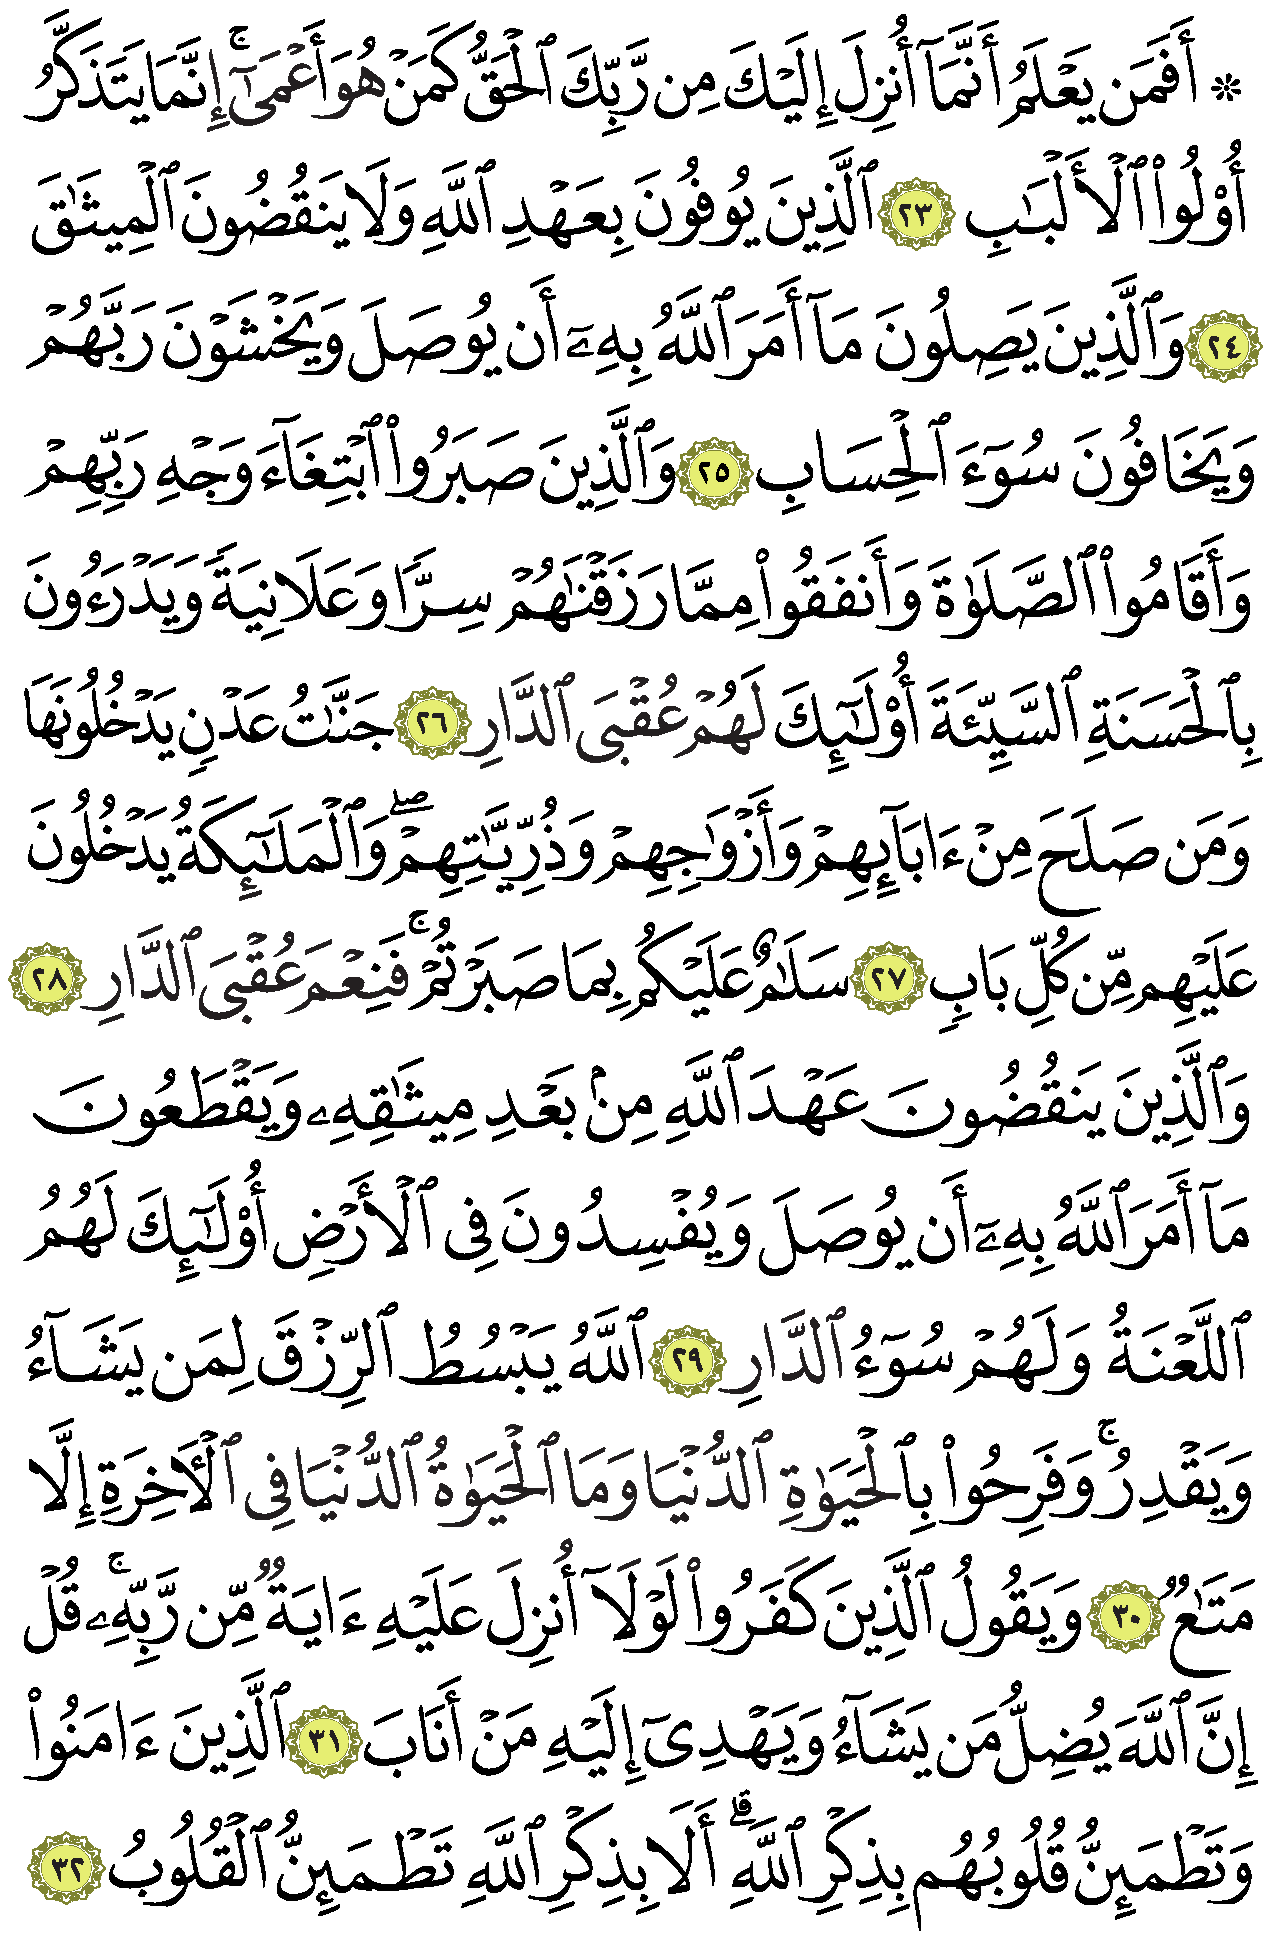 ۞ أَفَمَن يَعْلَمُ أَنَّمَآ أُنزِلَ إِلَيْكَ مِن رَّبِّكَ ٱلْحَقُّ كَمَنْ هُوَ أَعْمَىٰٓ ۚ إِنَّمَا يَتَذَكَّرُ
أُو۟لُوا۟ ٱلْأَلْبَـٰبِ ٢٣ ٱلَّذِينَ يُوفُونَ بِعَهْدِ ٱللَّهِ وَلَا يَنقُضُونَ ٱلْمِيثَـٰقَ
٢٤ وَٱلَّذِينَ يَصِلُونَ مَآ أَمَرَ ٱللَّهُ بِهِۦٓ أَن يُوصَلَ وَيَخْشَوْنَ رَبَّهُمْ
وَيَخَافُونَ سُوٓءَ ٱلْحِسَابِ ٢٥ وَٱلَّذِينَ صَبَرُوا۟ ٱبْتِغَآءَ وَجْهِ رَبِّهِمْ
وَأَقَامُوا۟ ٱلصَّلَوٰةَ وَأَنفَقُوا۟ مِمَّا رَزَقْنَـٰهُمْ سِرًّا وَعَلَانِيَةً وَيَدْرَءُونَ
بِٱلْحَسَنَةِ ٱلسَّيِّئَةَ أُو۟لَـٰٓئِكَ لَهُمْ عُقْبَى ٱلدَّارِ ٢٦ جَنَّـٰتُ عَدْنٍ يَدْخُلُونَهَا
وَمَن صَلَحَ مِنْ ءَابَآئِهِمْ وَأَزْوَٰجِهِمْ وَذُرِّيَّـٰتِهِمْ ۖ وَٱلْمَلَـٰٓئِكَةُ يَدْخُلُونَ
عَلَيْهِم مِّن كُلِّ بَابٍ ٢٧ سَلَـٰمٌ عَلَيْكُم بِمَا صَبَرْتُمْ ۚ فَنِعْمَ عُقْبَى ٱلدَّارِ ٢٨
وَٱلَّذِينَ يَنقُضُونَ عَهْدَ ٱللَّهِ مِنۢ بَعْدِ مِيثَـٰقِهِۦ وَيَقْطَعُونَ
مَآ أَمَرَ ٱللَّهُ بِهِۦٓ أَن يُوصَلَ وَيُفْسِدُونَ فِى ٱلْأَرْضِ أُو۟لَـٰٓئِكَ لَهُمُ
ٱللَّعْنَةُ وَلَهُمْ سُوٓءُ ٱلدَّارِ ٢٩ ٱللَّهُ يَبْسُطُ ٱلرِّزْقَ لِمَن يَشَآءُ
وَيَقْدِرُ ۚ وَفَرِحُوا۟ بِٱلْحَيَوٰةِ ٱلدُّنْيَا وَمَا ٱلْحَيَوٰةُ ٱلدُّنْيَا فِى ٱلْـَٔاخِرَةِ إِلَّا
مَتَـٰعٌ ٣٠ وَيَقُولُ ٱلَّذِينَ كَفَرُوا۟ لَوْلَآ أُنزِلَ عَلَيْهِ ءَايَةٌ مِّن رَّبِّهِۦ ۚ قُلْ
إِنَّ ٱللَّهَ يُضِلُّ مَن يَشَآءُ وَيَهْدِىٓ إِلَيْهِ مَنْ أَنَابَ ٣١ ٱلَّذِينَ ءَامَنُوا۟
وَتَطْمَئِنُّ قُلُوبُهُم بِذِكْرِ ٱللَّهِ ۗ أَلَا بِذِكْرِ ٱللَّهِ تَطْمَئِنُّ ٱلْقُلُوبُ ٣٢